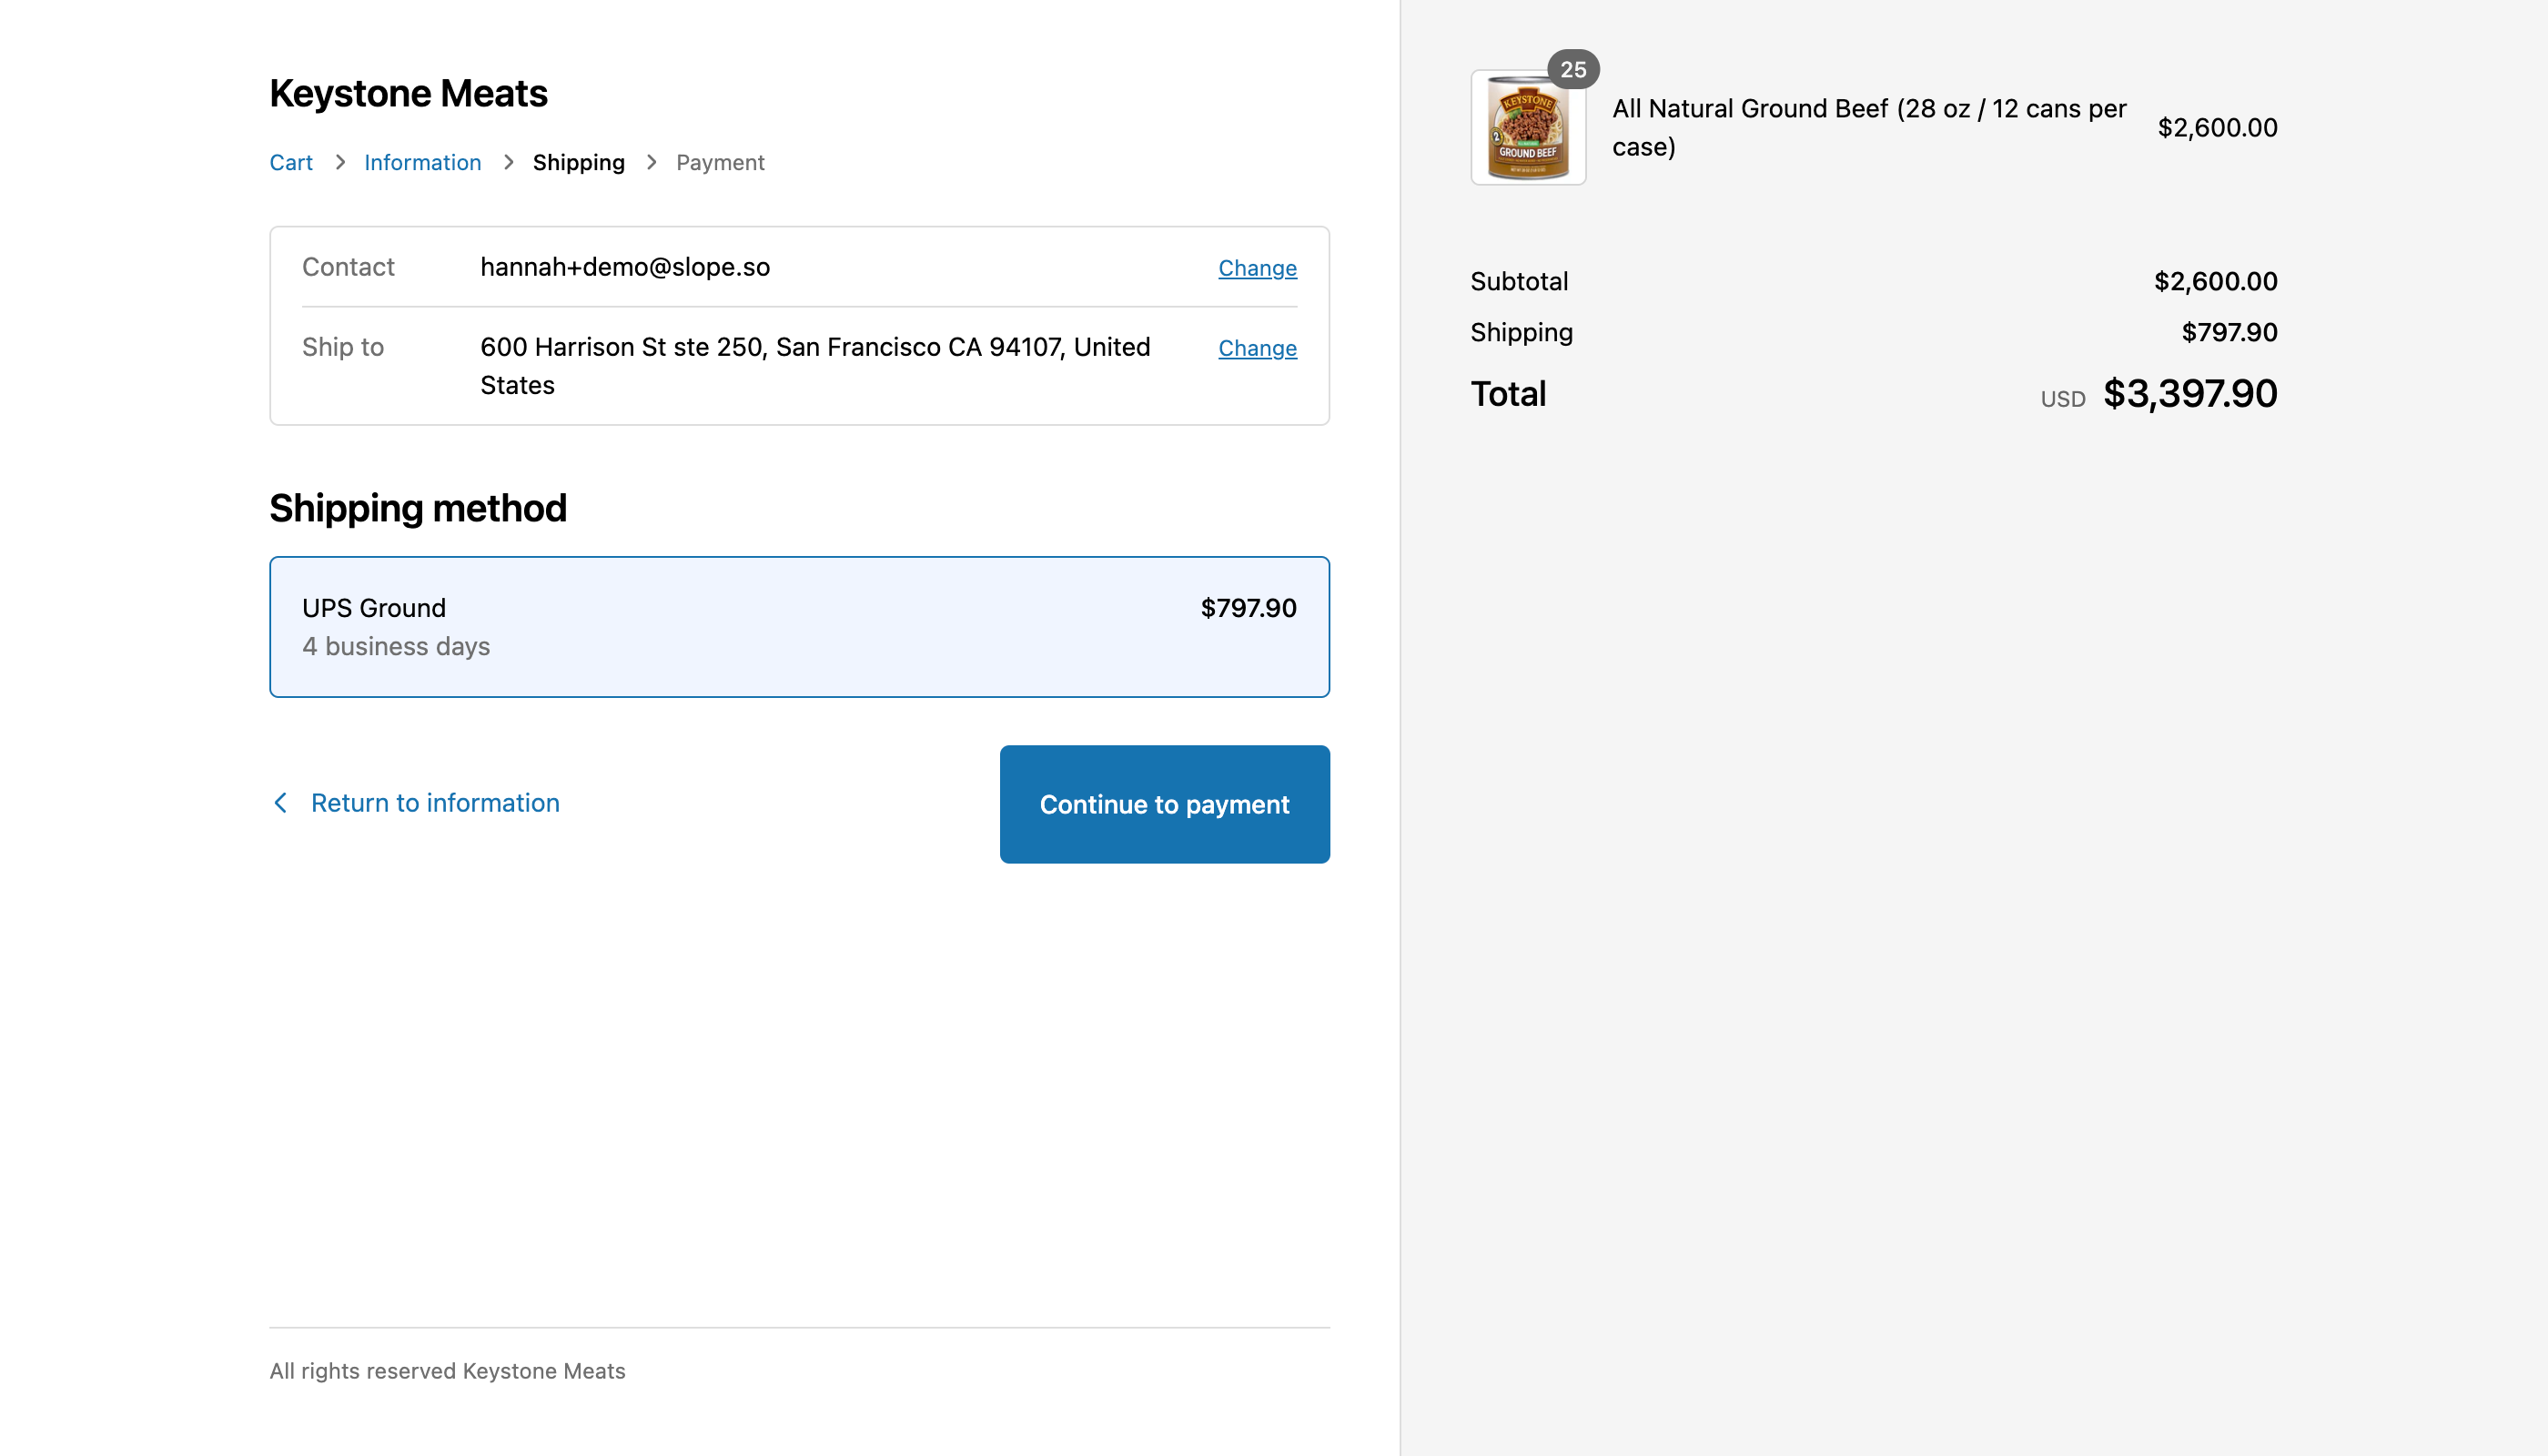 Keystone Meats
Cart > Information > Shipping > Payment
Contact hannah+demo@slope.so Change
Ship to 600 Harrison St ste 250, San Francisco CA 94107, United Change
States
Shipping method
UPS Ground $797.90
4 business days
Return to information
Continue to payment
All rights reserved Keystone Meats
25
KEYSTONE
GROUND BEEF
All Natural Ground Beef (28 oz / 12 cans per
case)
$2,600.00
Subtotal $2,600.00
Shipping $797.90
Total USD $3,397.90